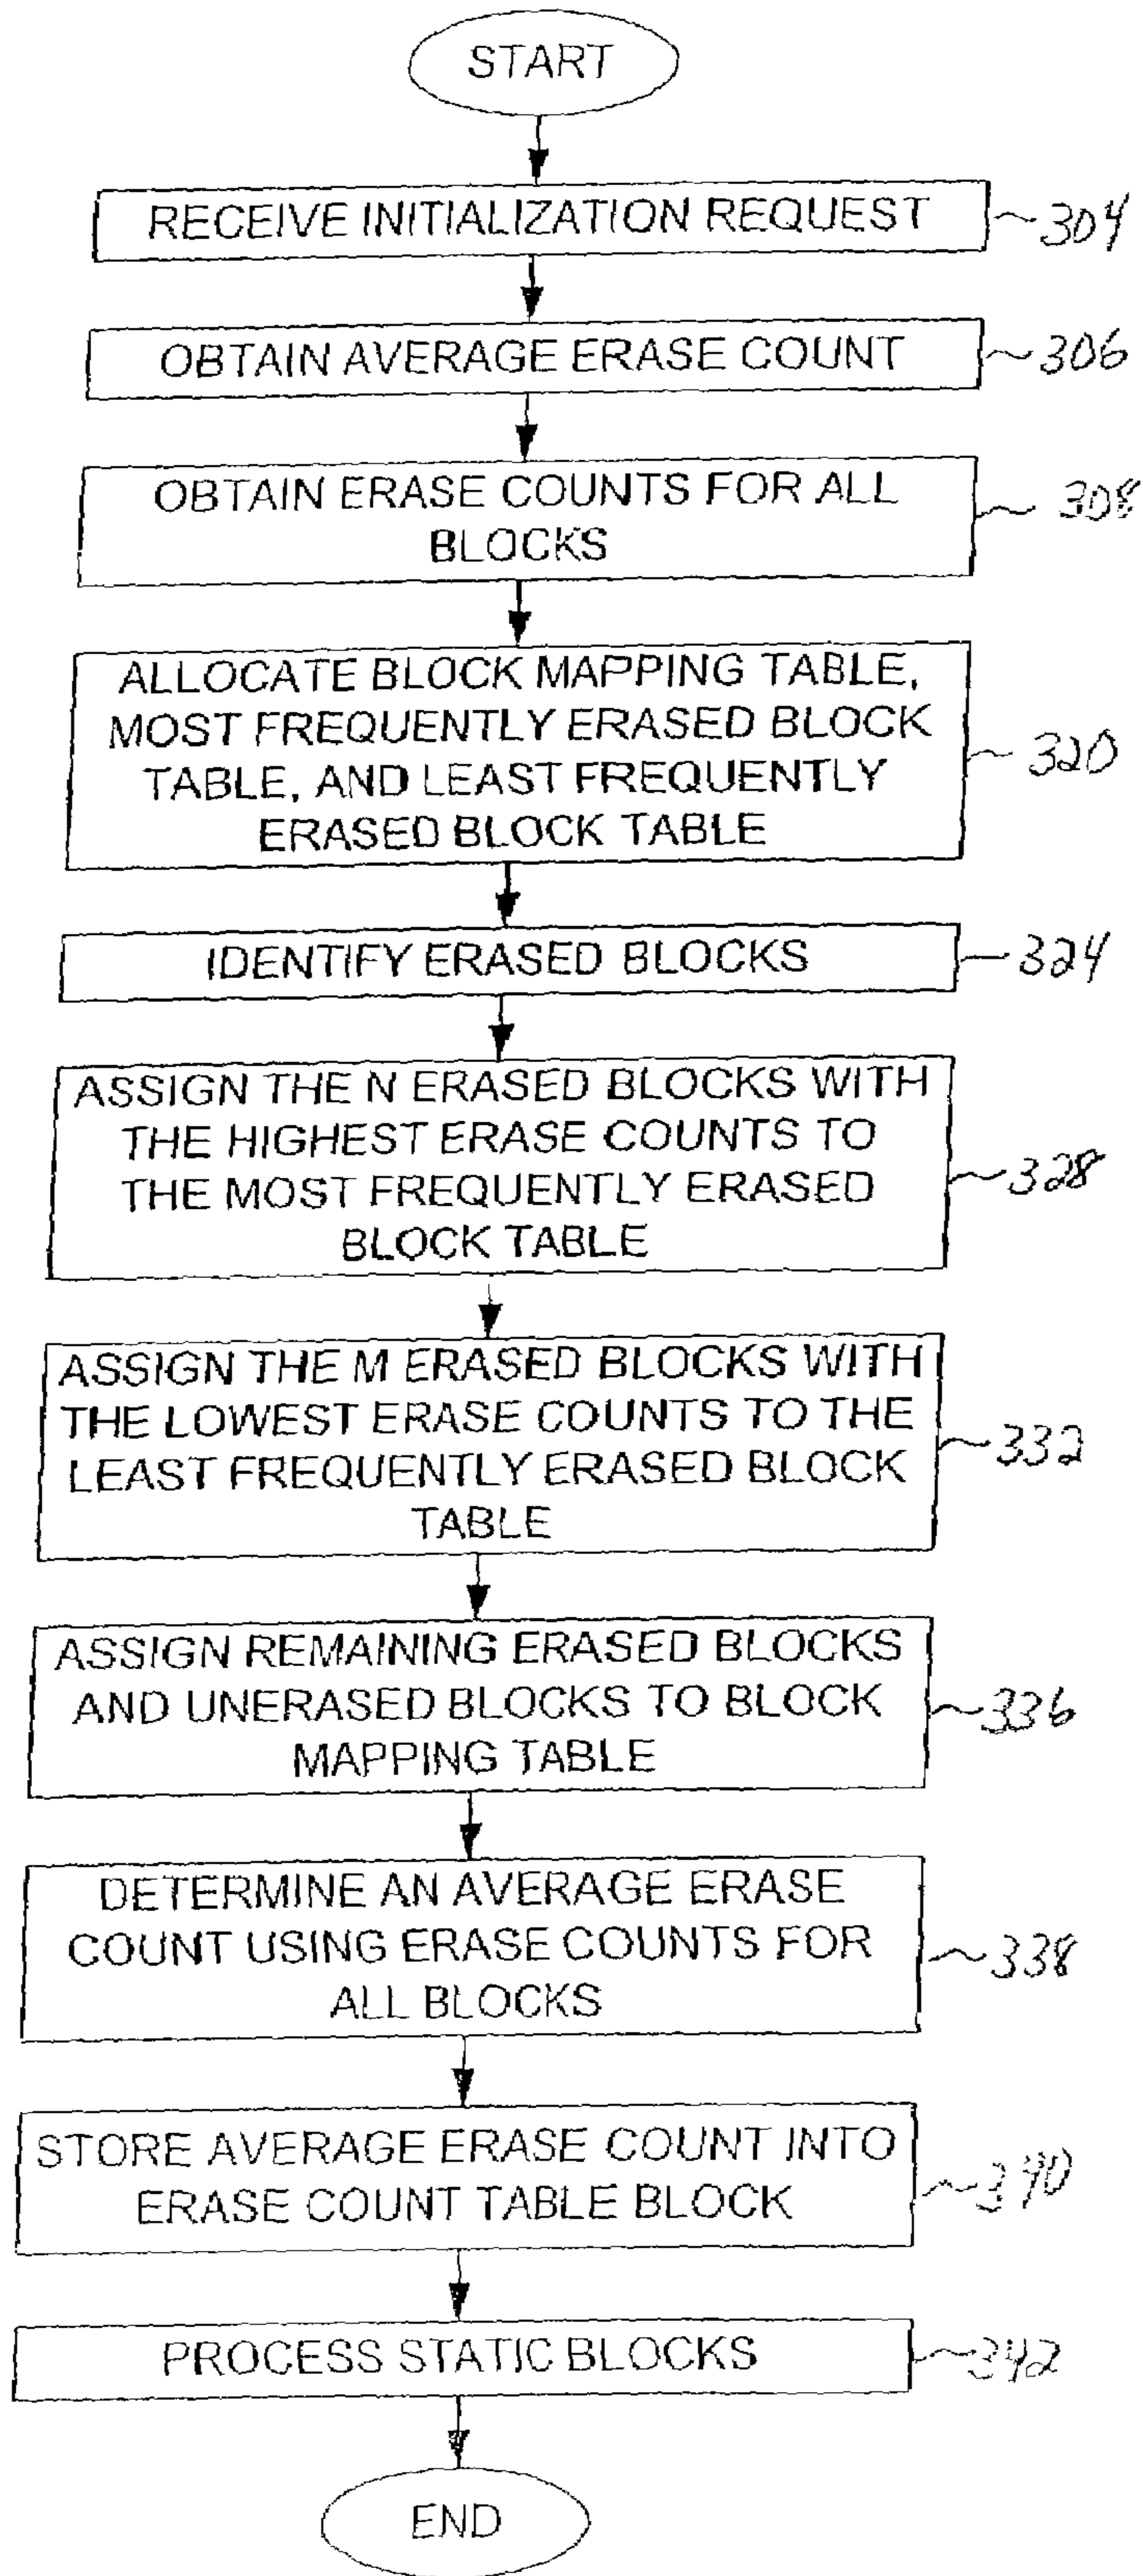 START
RECEIVE INITIALIZATION REQUEST
304
OBTAIN AVERAGE ERASE COUNT
306
OBTAIN ERASE COUNTS FOR ALL
BLOCKS
308
ALLOCATE BLOCK MAPPING TABLE,
MOST FREQUENTLY ERASED BLOCK
TABLE, AND LEAST FREQUENTLY
ERASED BLOCK TABLE
320
IDENTIFY ERASED BLOCKS
324
ASSIGN THE N ERASED BLOCKS WITH
THE HIGHEST ERASE COUNTS TO
THE MOST FREQUENTLY ERASED
BLOCK TABLE
328
ASSIGN THE M ERASED BLOCKS WITH
THE LOWEST ERASE COUNTS TO THE
LEAST FREQUENTLY ERASED BLOCK
TABLE
332
ASSIGN REMAINING ERASED BLOCKS
AND UNERASED BLOCKS TO BLOCK
MAPPING TABLE
336
DETERMINE AN AVERAGE ERASE
COUNT USING ERASE COUNTS FOR
ALL BLOCKS
338
STORE AVERAGE ERASE COUNT INTO
ERASE COUNT TABLE BLOCK
340
PROCESS STATIC BLOCKS
342
END